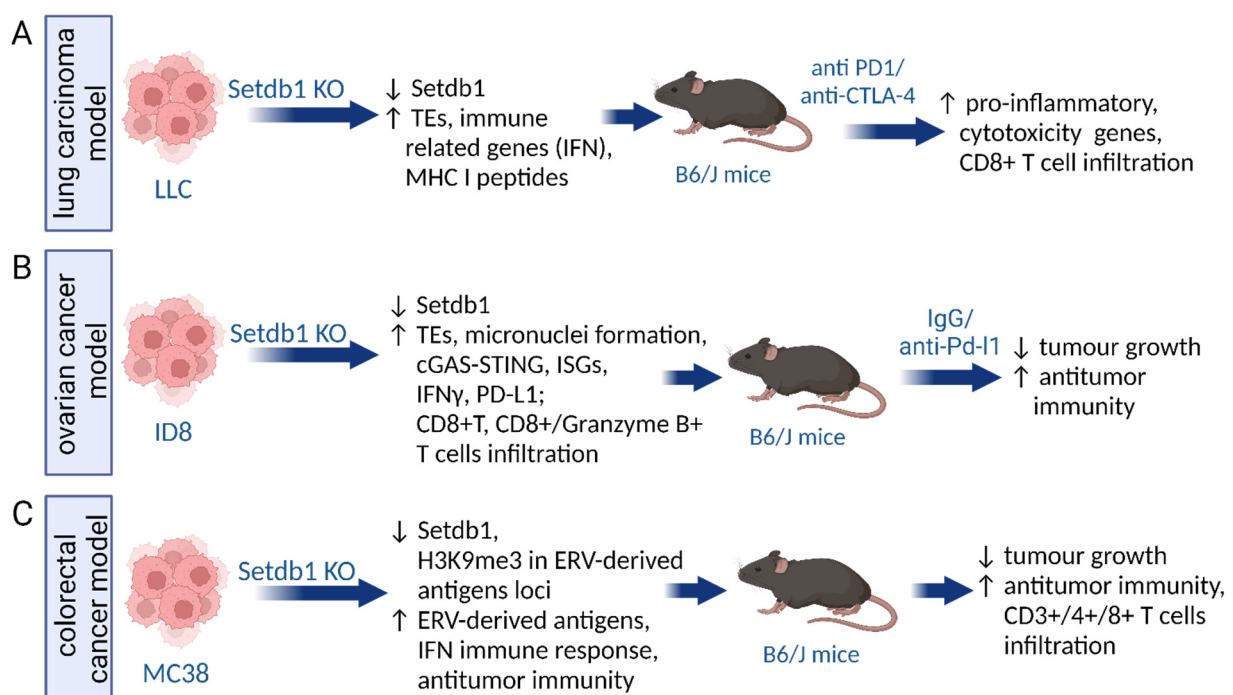 A
lung carcinoma
model
LLC
Setdb1 KO
↓ Setdb1
↑ TEs, immune
related genes (IFN),
MHC I peptides
B6/J mice
anti PD1/
anti-CTLA-4
↑ pro-inflammatory,
cytotoxicity genes,
CD8+ T cell infiltration
B
ovarian cancer
model
ID8
Setdb1 KO
↓ Setdb1
↑ TEs, micronuclei formation,
cGAS-STING, ISGs,
IFNγ, PD-L1;
CD8+T, CD8+/Granzyme B+
T cells infiltration
B6/J mice
IgG/
anti-Pd-l1
↓ tumour growth
↑ antitumor
immunity
C
colorectal
cancer model
MC38
Setdb1 KO
↓ Setdb1,
H3K9me3 in ERV-derived
antigens loci
↑ ERV-derived antigens,
IFN immune response,
antitumor immunity
B6/J mice
↓ tumour growth
↑ antitumor immunity,
CD3+/4+/8+ T cells
infiltration